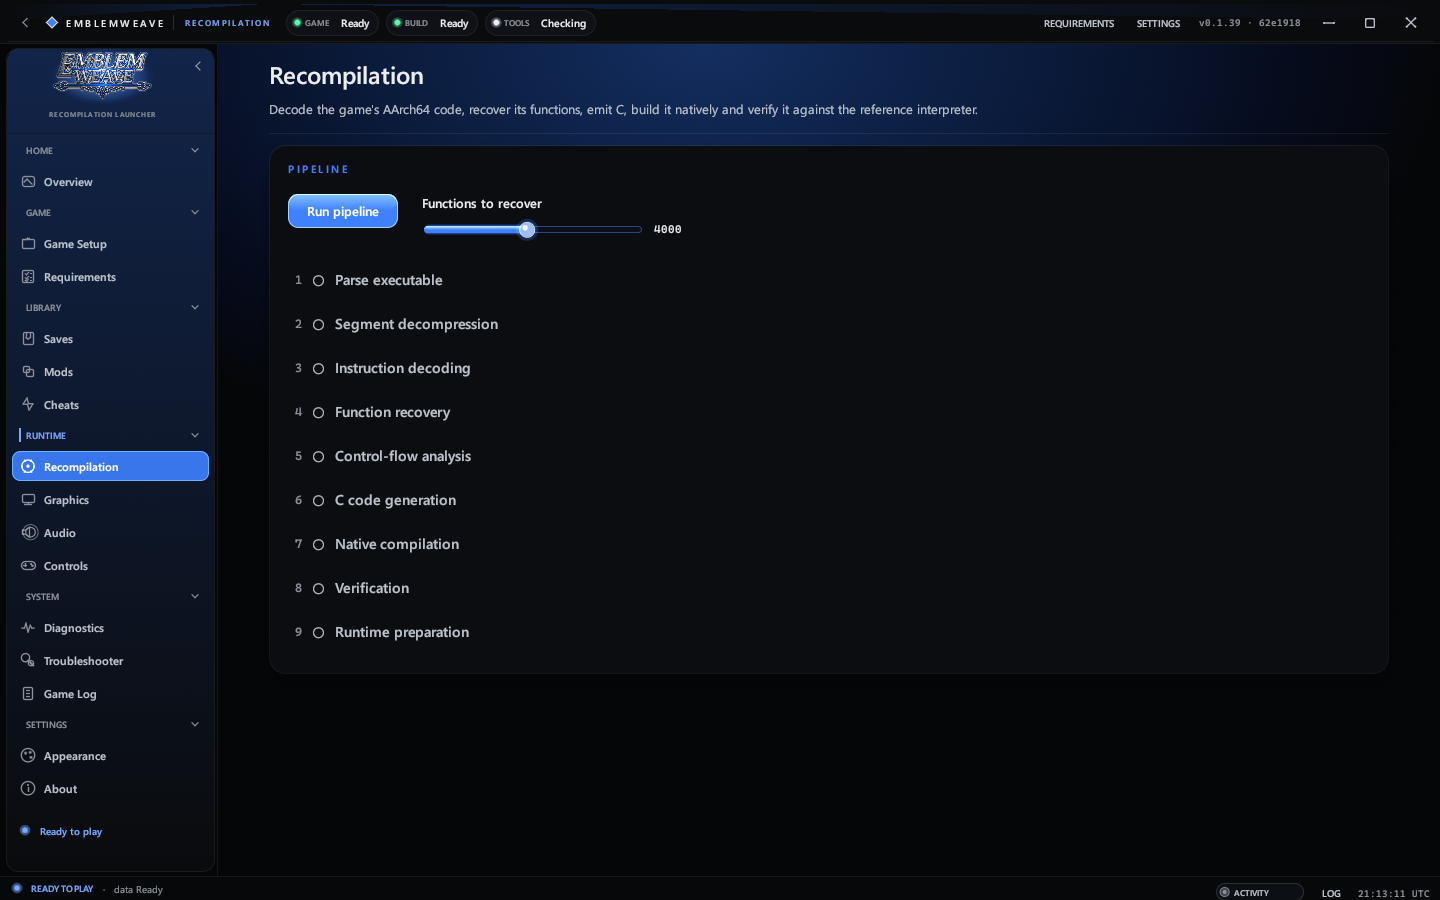 EMBLEMWEAVE RECOMPILATION GAME Ready BUILD Ready TOOLS Checking REQUIREMENTS SETTINGS v0.1.39 · 62e1918
EMBLEM
WEAVE
RECOMPILATION LAUNCHER
HOME
Overview
GAME
Game Setup
Requirements
LIBRARY
Saves
Mods
Cheats
RUNTIME
Recompilation
Graphics
Audio
Controls
SYSTEM
Diagnostics
Troubleshooter
Game Log
SETTINGS
Appearance
About
Ready to play
Recompilation
Decode the game's AArch64 code, recover its functions, emit C, build it natively and verify it against the reference interpreter.
PIPELINE
Run pipeline
Functions to recover
4000
1 Parse executable
2 Segment decompression
3 Instruction decoding
4 Function recovery
5 Control-flow analysis
6 C code generation
7 Native compilation
8 Verification
9 Runtime preparation
READY TO PLAY · data Ready ACTIVITY LOG 21:13:11 UTC